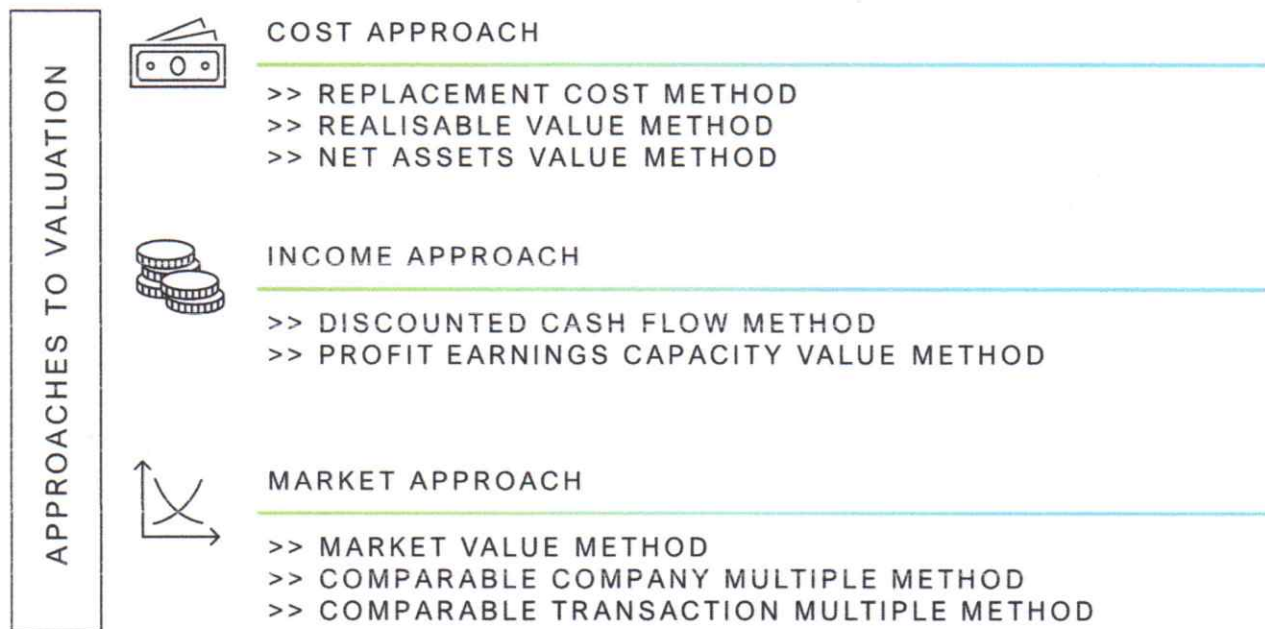 APPROACHES TO VALUATION
COST APPROACH
>> REPLACEMENT COST METHOD
>> REALISABLE VALUE METHOD
>> NET ASSETS VALUE METHOD
INCOME APPROACH
>> DISCOUNTED CASH FLOW METHOD
>> PROFIT EARNINGS CAPACITY VALUE METHOD
MARKET APPROACH
>> MARKET VALUE METHOD
>> COMPARABLE COMPANY MULTIPLE METHOD
>> COMPARABLE TRANSACTION MULTIPLE METHOD